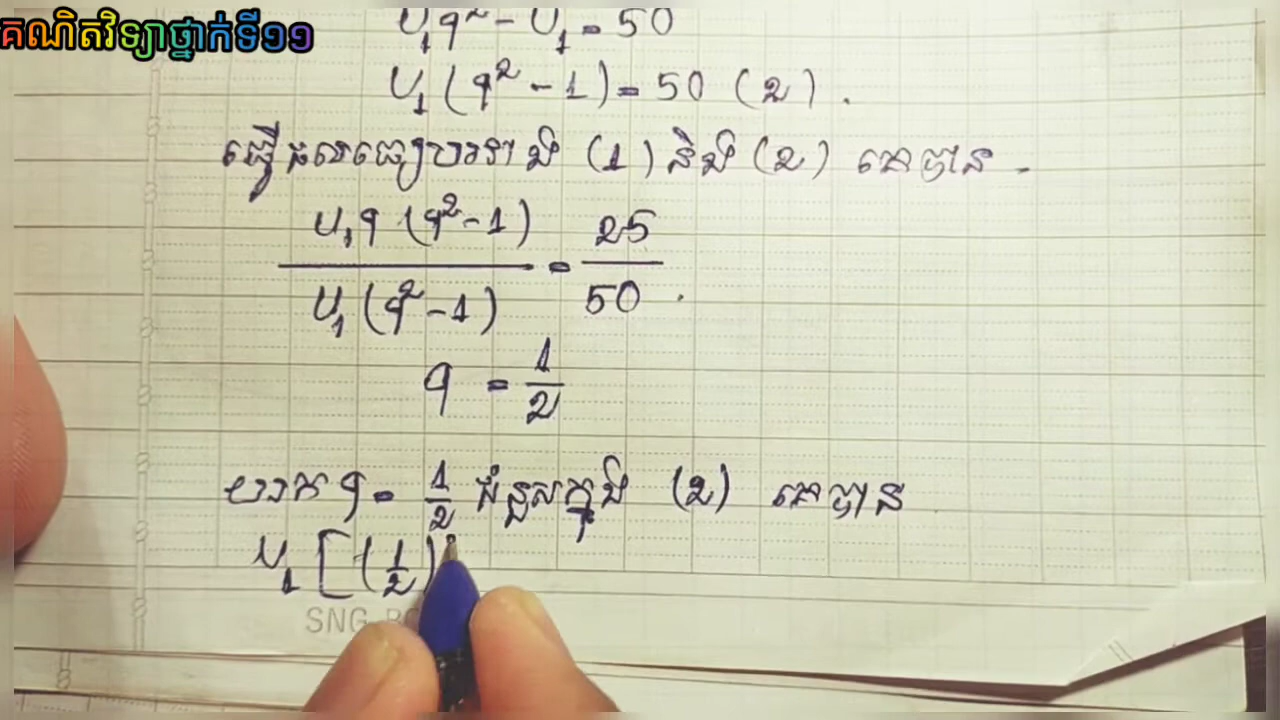 គណិតវិទ្យាថ្នាក់ទី១១
U₁q² - U₁ = 50
U₁(q² - 1) = 50 (2).
ធ្វើផលធៀបរវាង (1) និង (2) គេបាន
U₁q(q² - 1) / U₁(q² - 1) = 25/50.
q = 1/2
យក q = 1/2 ជំនួសក្នុង (2) គេបាន
U₁[(1/2)
SNG